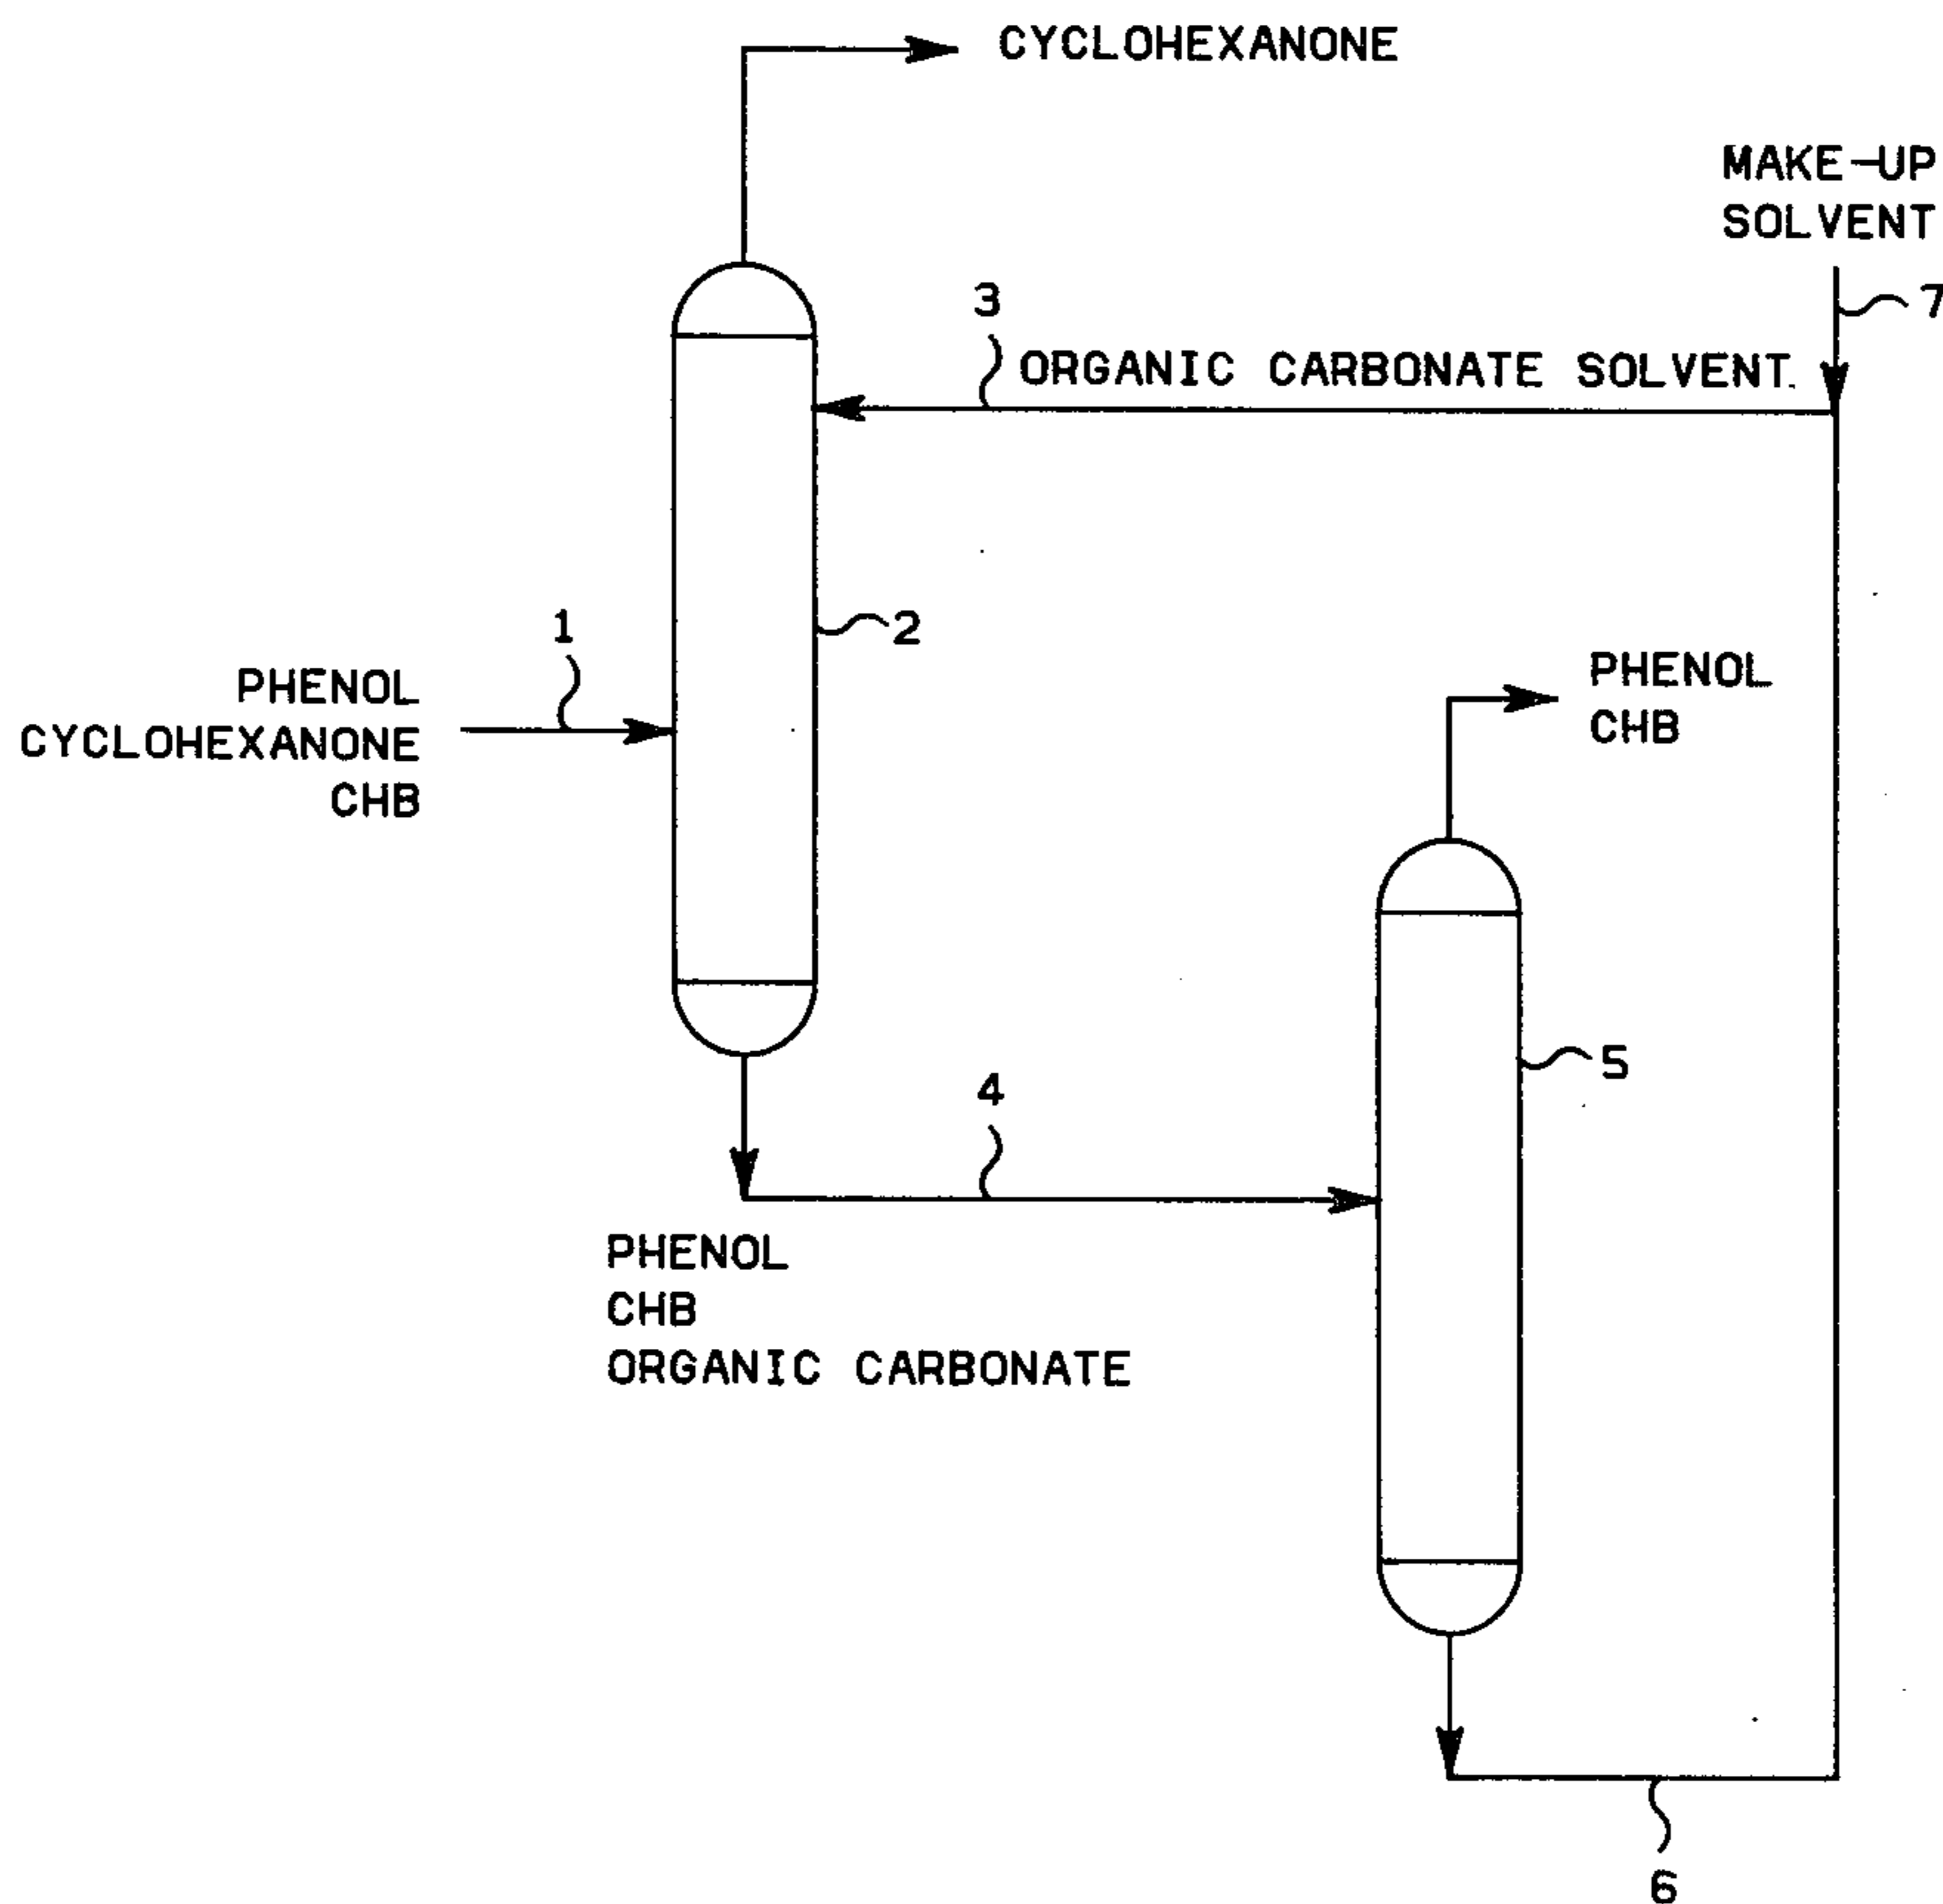 CYCLOHEXANONE
MAKE-UP
SOLVENT
7
3
ORGANIC CARBONATE SOLVENT
1
2
PHENOL
CYCLOHEXANONE
CHB
PHENOL
CHB
5
4
PHENOL
CHB
ORGANIC CARBONATE
6